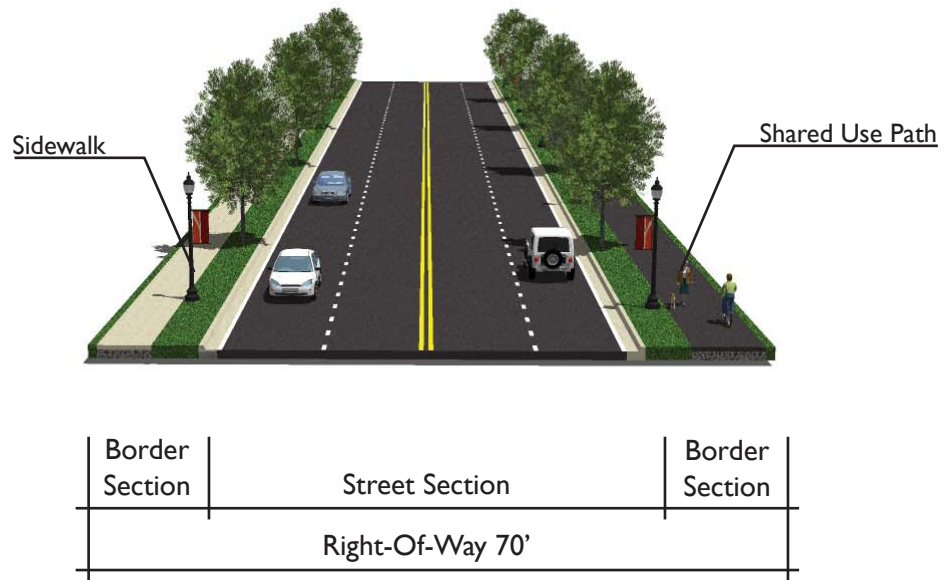 Sidewalk
Shared Use Path
Border
Section
Street Section
Border
Section
Right-Of-Way 70’